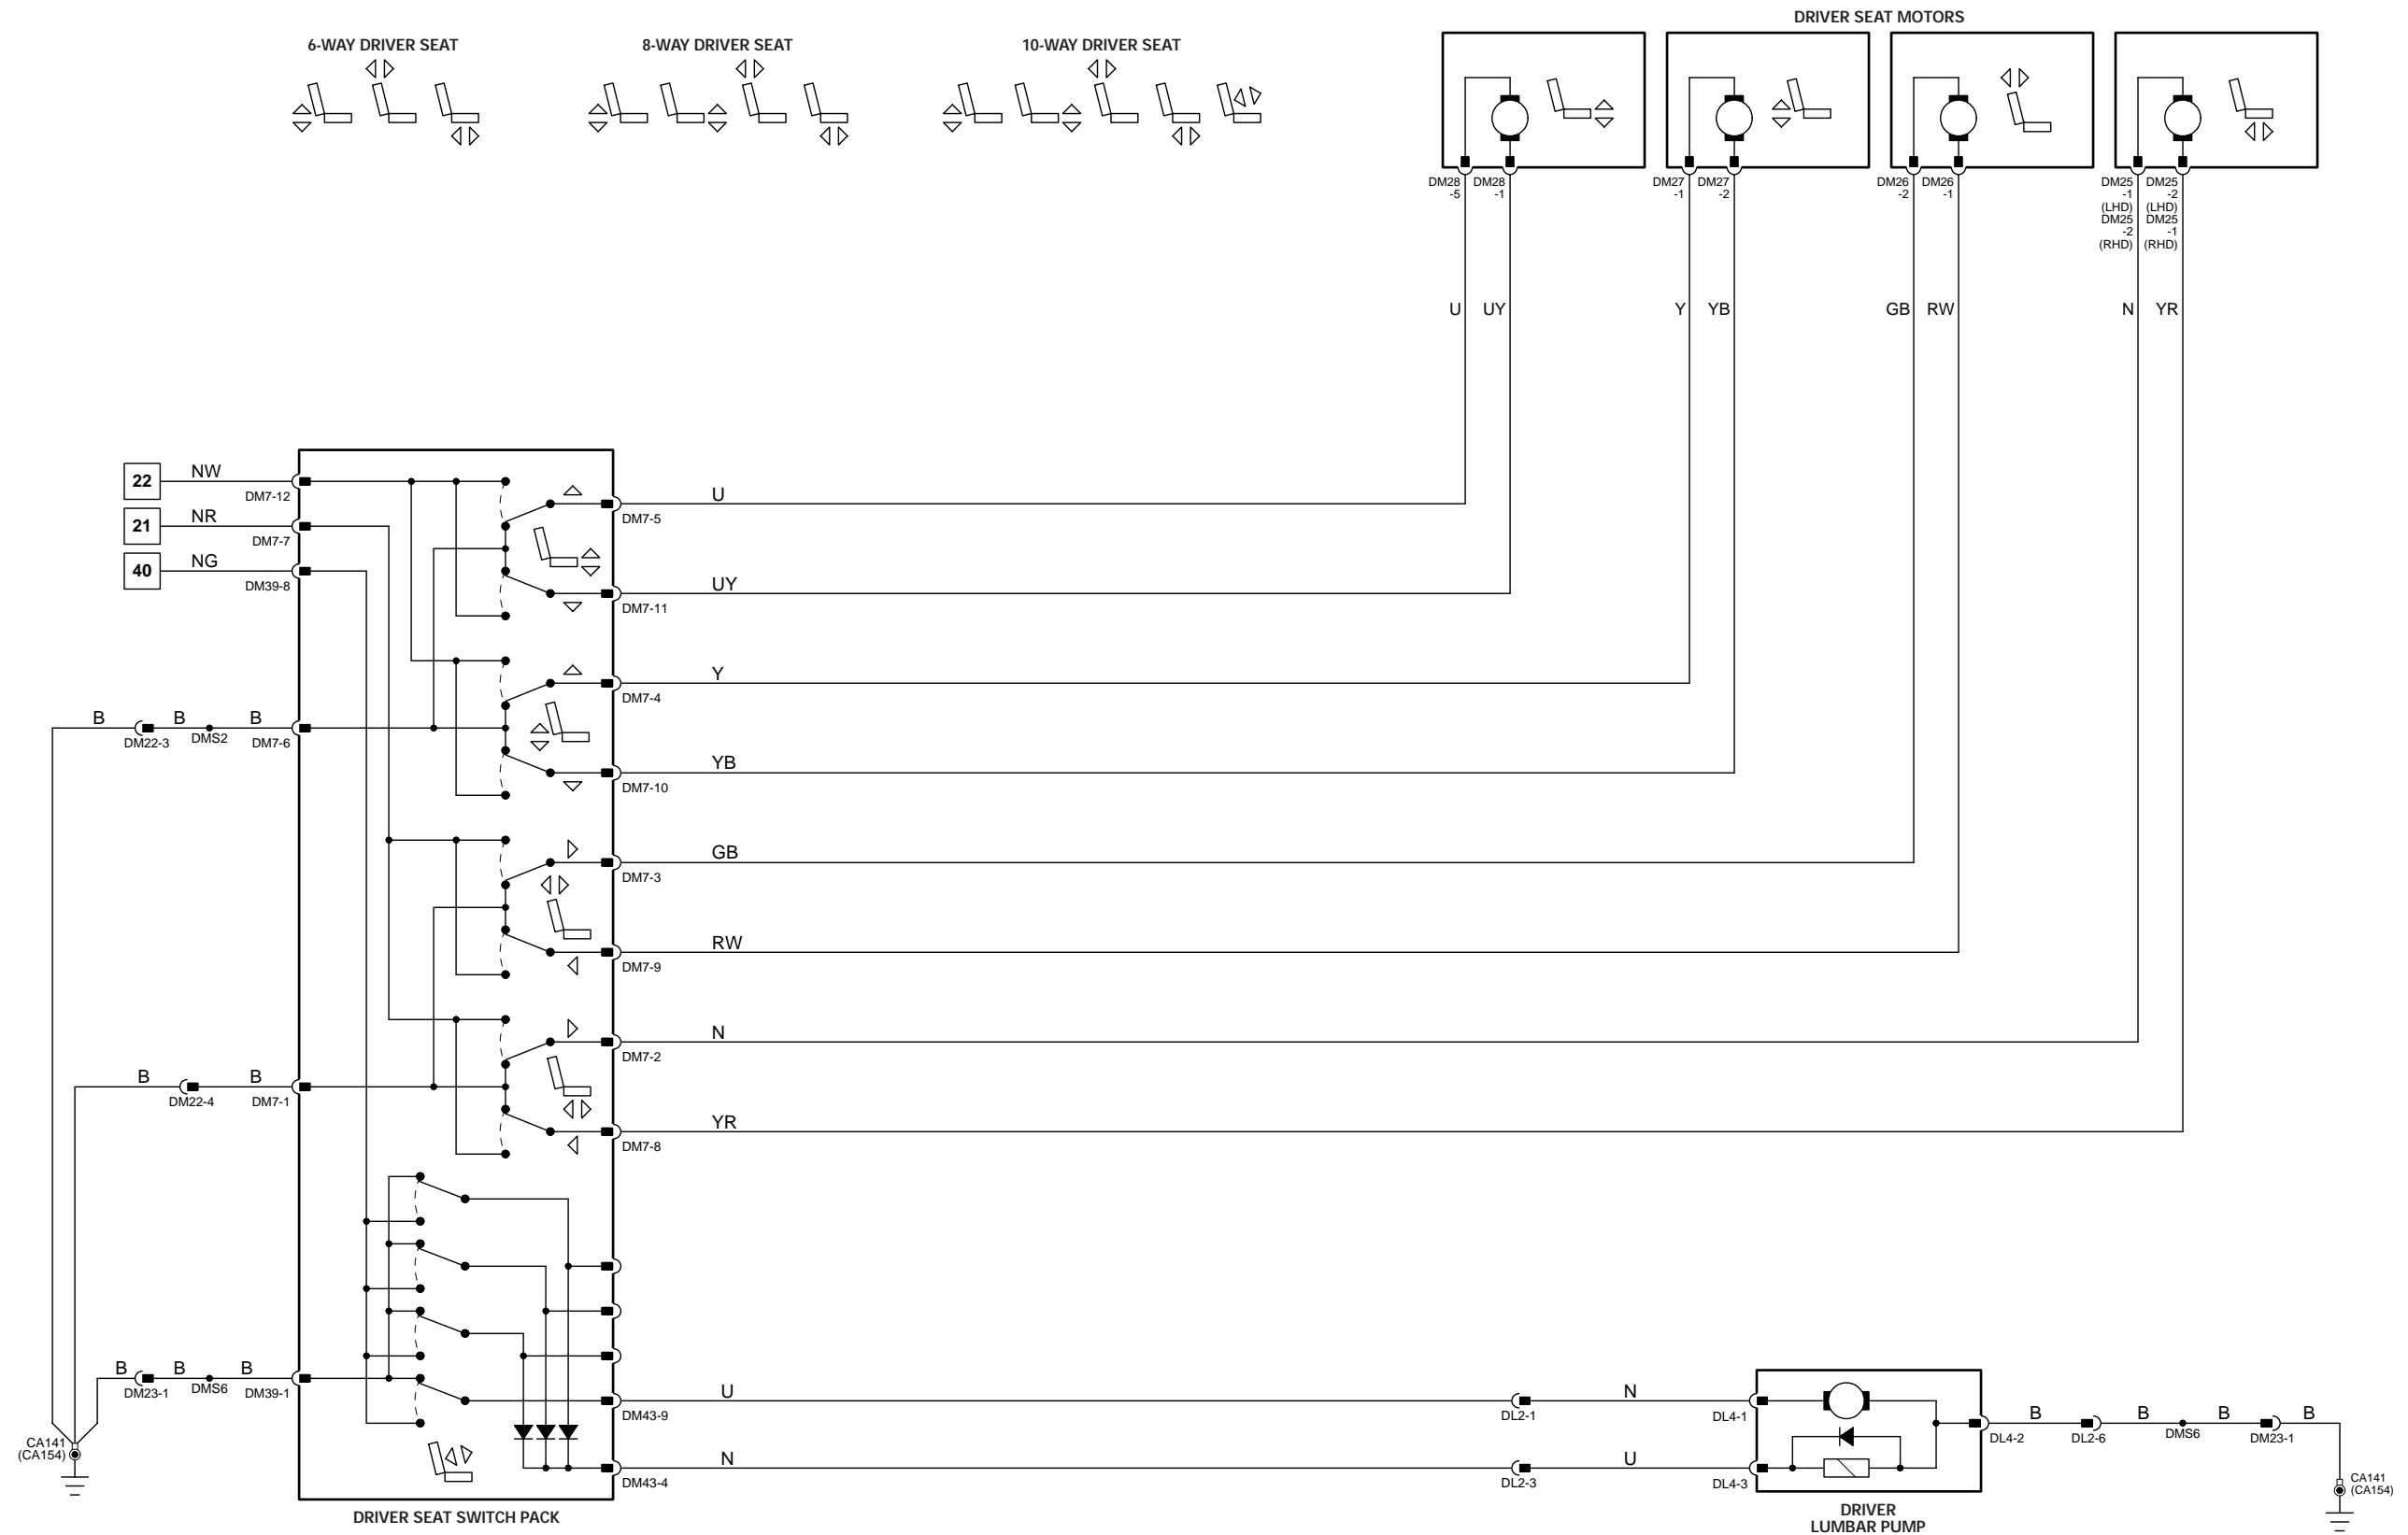 DRIVER SEAT MOTORS
6-WAY DRIVER SEAT
8-WAY DRIVER SEAT
10-WAY DRIVER SEAT
DM28
-5
DM28
-1
DM27
-1
DM27
-2
DM26
-2
DM26
-1
DM25
-1
(LHD)
DM25
-2
(RHD)
DM25
-2
(LHD)
DM25
-1
(RHD)
U
UY
Y
YB
GB
RW
N
YR
22
NW
DM7-12
21
NR
DM7-7
40
NG
DM39-8
U
DM7-5
UY
DM7-11
Y
DM7-4
B
DM22-3
B
DMS2
B
DM7-6
YB
DM7-10
GB
DM7-3
RW
DM7-9
N
DM7-2
B
DM22-4
B
DM7-1
YR
DM7-8
B
DM23-1
B
DMS6
B
DM39-1
U
DM43-9
DL2-1
N
DL4-1
N
DM43-4
DL2-3
U
DL4-3
DL4-2
B
DL2-6
B
DMS6
B
DM23-1
B
CA141
(CA154)
CA141
(CA154)
DRIVER SEAT SWITCH PACK
DRIVER
LUMBAR PUMP